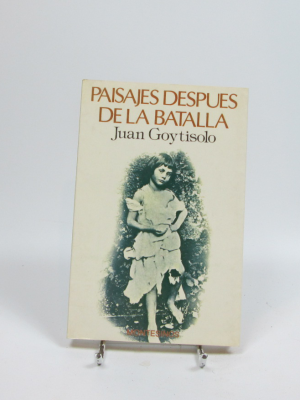 PAISAJES DESPUES
DE LA BATALLA
Juan Goytisolo